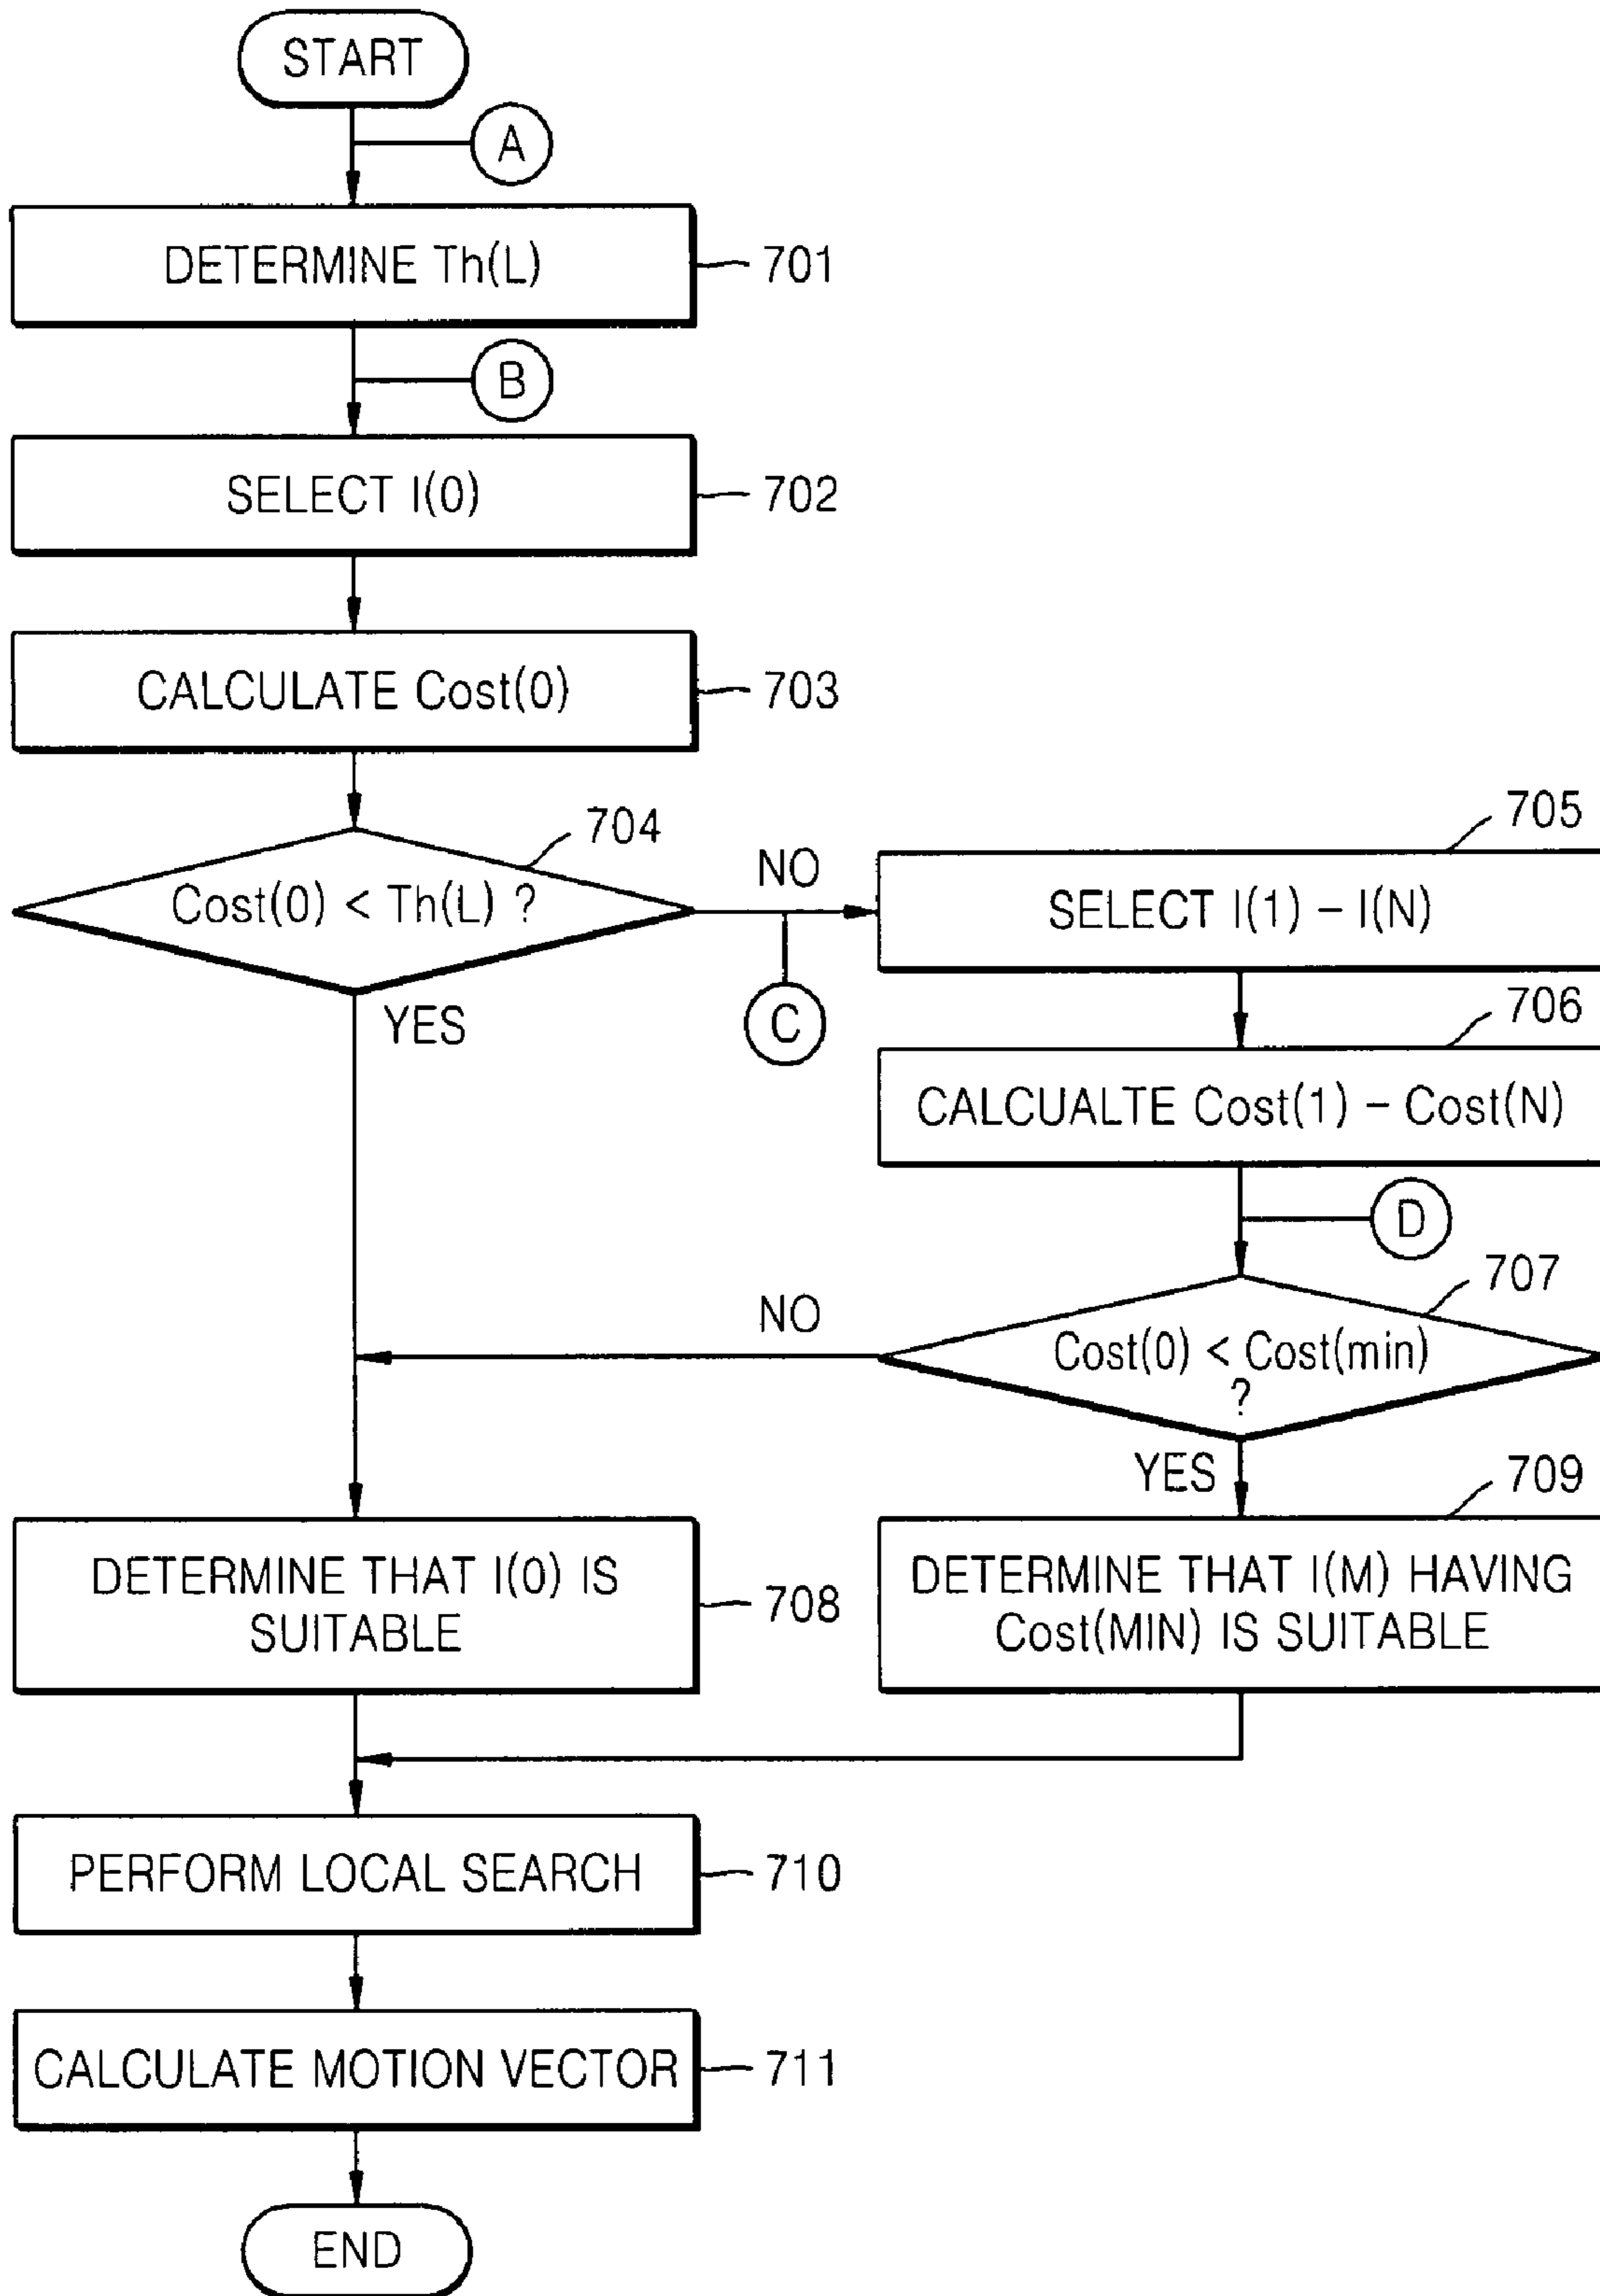 START
A
DETERMINE Th(L)
701
B
SELECT I(0)
702
CALCULATE Cost(0)
703
704
Cost(0) < Th(L) ?
NO
YES
C
705
SELECT I(1) – I(N)
706
CALCUALTE Cost(1) – Cost(N)
D
707
Cost(0) < Cost(min)
?
NO
YES
DETERMINE THAT I(0) IS
SUITABLE
708
709
DETERMINE THAT I(M) HAVING
Cost(MIN) IS SUITABLE
PERFORM LOCAL SEARCH
710
CALCULATE MOTION VECTOR
711
END